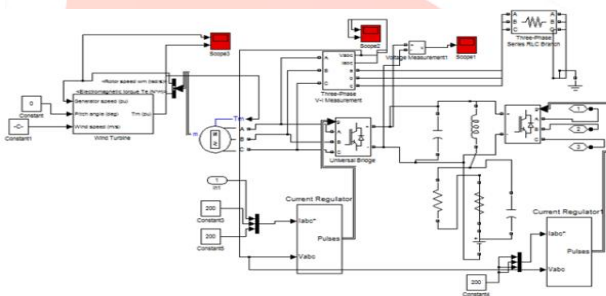 Scope3
Scope2
Scope1
Voltage Measurement1
Vabc
Iabc
A
B
C
Three-Phase
V-I Measurement
A
B
C
A
B
C
Three-Phase
Series RLC Branch
<Rotor speed wm (rad/s)>
<Electromagnetic torque Te (N*m)>
Generator speed (pu)
Pitch angle (deg)
Tm (pu)
Wind speed (m/s)
Wind Turbine
0
Constant
-C-
Constant1
Tm
m
A
B
C
g
A
B
C
+
-
Universal Bridge
g
+
-
A
B
C
1
2
3
1
In1
200
Constant3
200
Constant5
Current Regulator
Iabc*
Pulses
Vabc
Current Regulator1
Iabc*
Pulses
Vabc
200
Constant4